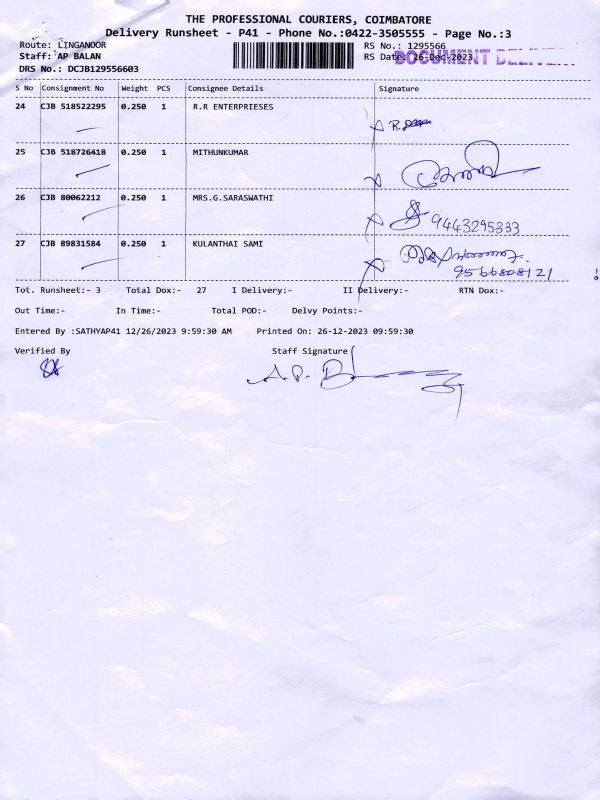 THE PROFESSIONAL COURIERS, COIMBATORE
Delivery Runsheet - P41 - Phone No.:0422-3505555 - Page No.:3
Route: LINGANOOR RS No.: 1295566
Staff: AP BALAN RS Date: 26-Dec-2023
DOCUMENT
DRS No.: DCJB129556603
S No Consignment No Weight PCS Consignee Details Signature
24 CJB 518522295 0.250 1 R.R ENTERPRIESES
25 CJB 518726418 0.250 1 MITHUNKUMAR
26 CJB 80062212 0.250 1 MRS.G.SARASWATHI
9443295333
27 CJB 89831584 0.250 1 KULANTHAI SAMI
9566808121
Tot. Runsheet:- 3 Total Dox:- 27 I Delivery:- II Delivery:- RTN Dox:-
Out Time:- In Time:- Total POD:- Delvy Points:-
Entered By :SATHYAP41 12/26/2023 9:59:30 AM Printed On: 26-12-2023 09:59:30
Verified By Staff Signature